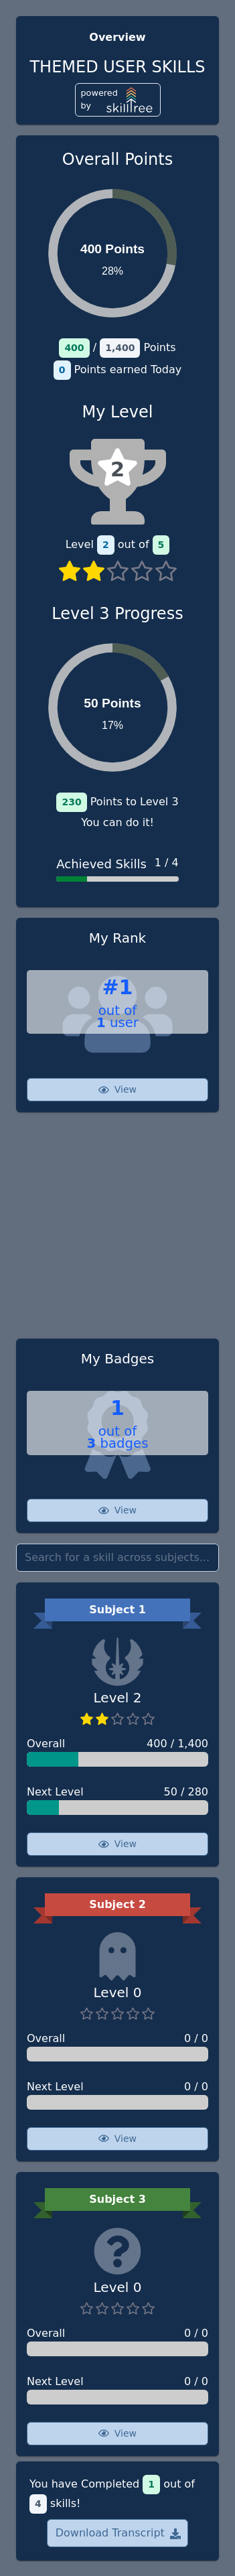 Overview
THEMED USER SKILLS
powered
by
skilltree
Overall Points
400 Points
28%
400 / 1,400 Points
0 Points earned Today
My Level
2
Level 2 out of 5
Level 3 Progress
50 Points
17%
230 Points to Level 3
You can do it!
Achieved Skills 1 / 4
My Rank
#1
out of
1 user
View
My Badges
1
out of
3 badges
View
Search for a skill across subjects...
Subject 1
Level 2
Overall 400 / 1,400
Next Level 50 / 280
View
Subject 2
Level 0
Overall 0 / 0
Next Level 0 / 0
View
Subject 3
Level 0
Overall 0 / 0
Next Level 0 / 0
View
You have Completed 1 out of
4 skills!
Download Transcript